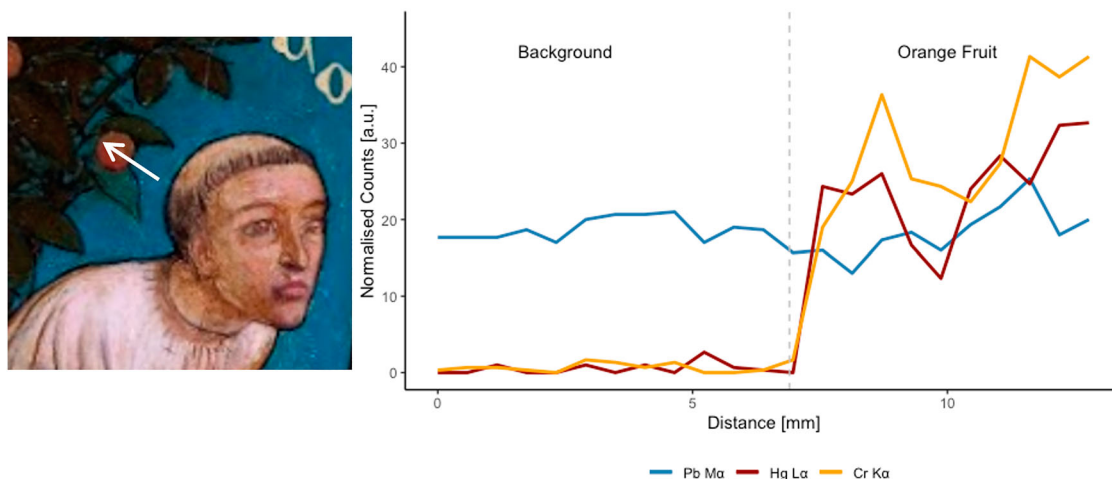 Background
Orange Fruit
Normalised Counts [a.u.]
40
30
20
10
0
0
5
10
Distance [mm]
Pb Mα
Hg Lα
Cr Kα